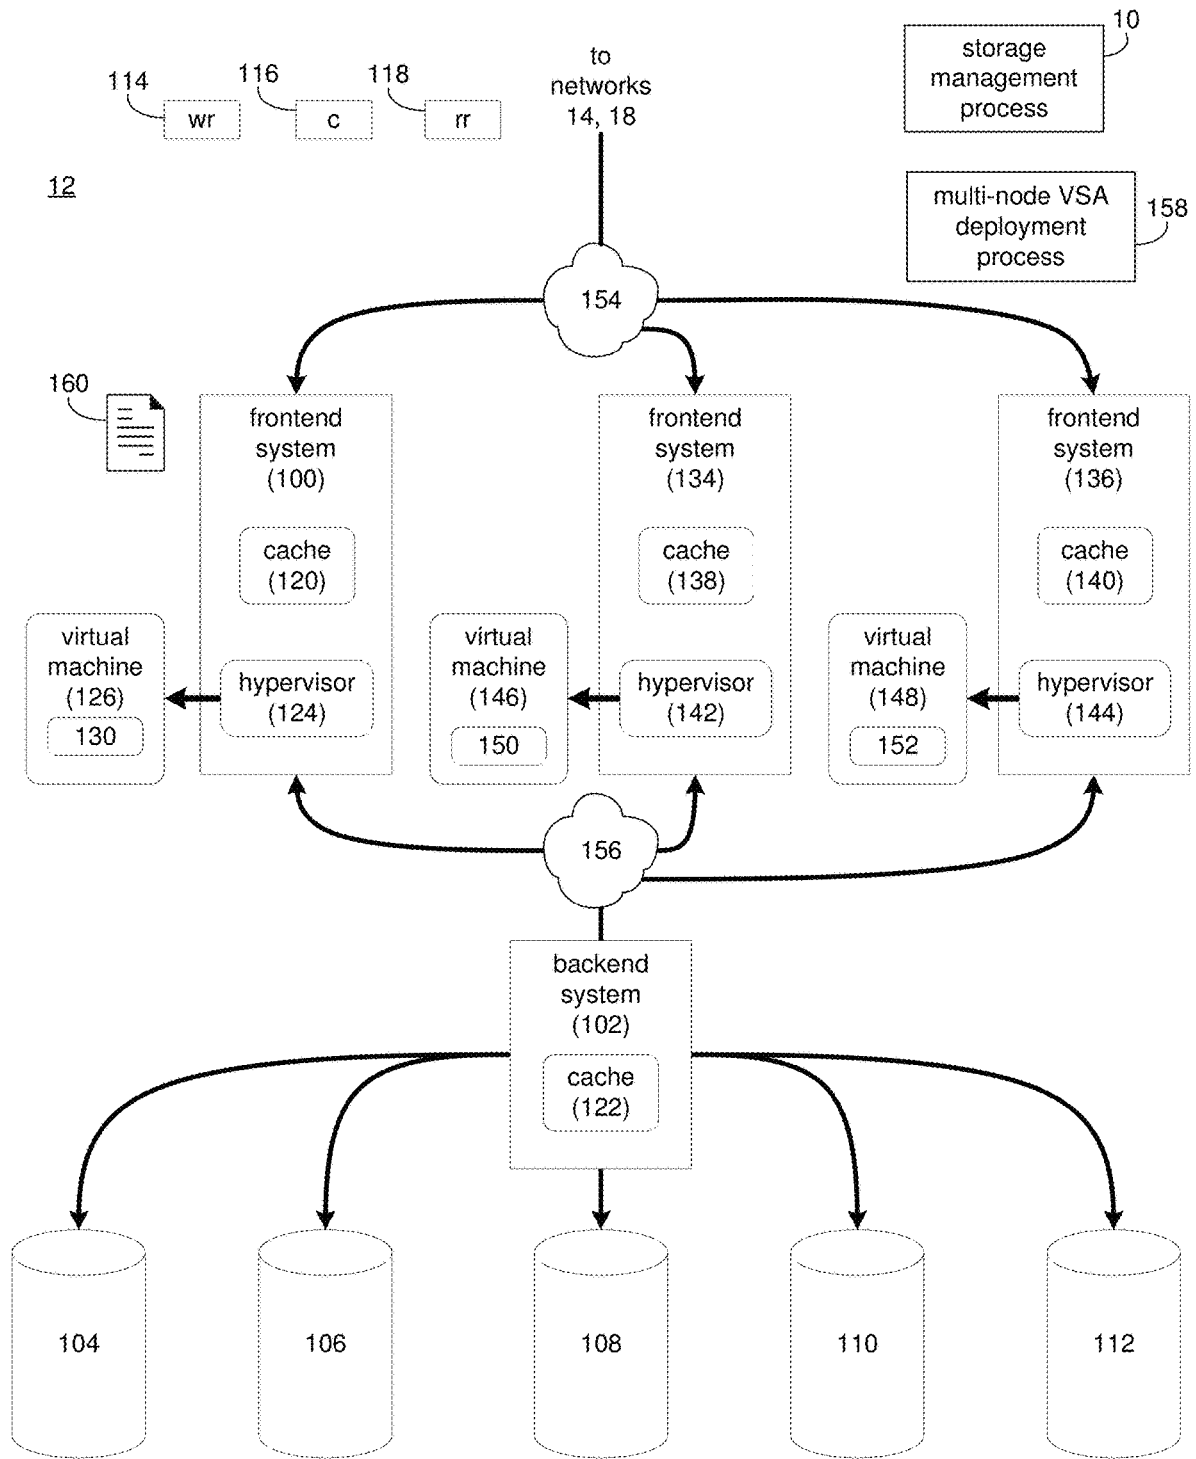 to
networks
14, 18
10
storage
management
process
114
wr
116
c
118
rr
12
multi-node VSA
deployment
process
158
154
160
frontend
system
(100)
cache
(120)
virtual
machine
(126)
130
hypervisor
(124)
frontend
system
(134)
cache
(138)
virtual
machine
(146)
150
hypervisor
(142)
frontend
system
(136)
cache
(140)
virtual
machine
(148)
152
hypervisor
(144)
156
backend
system
(102)
cache
(122)
104
106
108
110
112